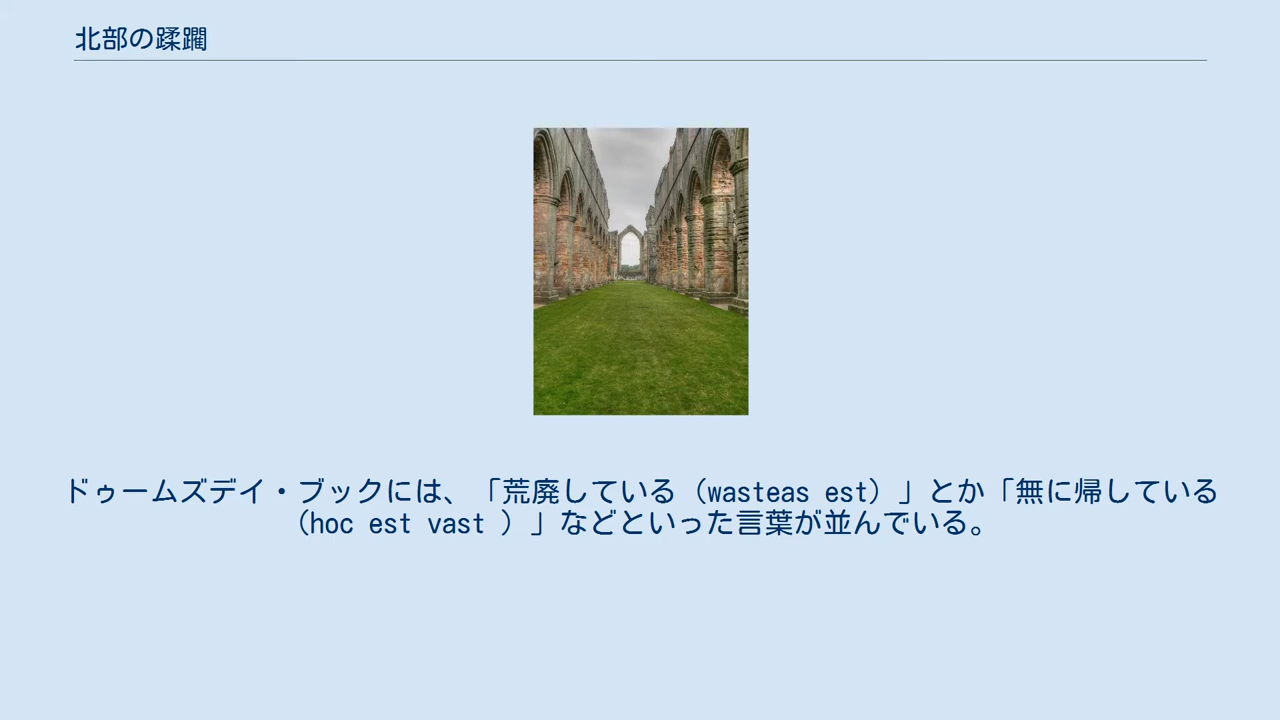 北部の蹂躙
ドゥームズデイ・ブックには、「荒廃している（wasteas est）」とか「無に帰している
（hoc est vast ）」などといった言葉が並んでいる。